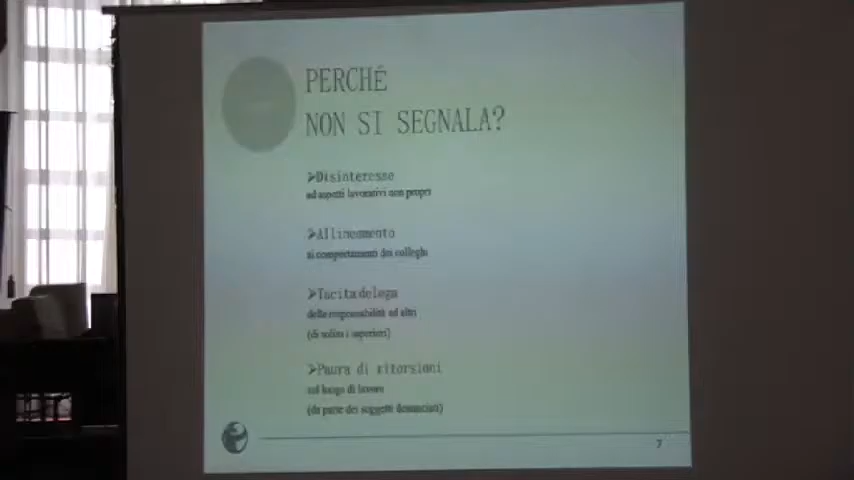 PERCHÉ
NON SI SEGNALA?
➢Disinteresse
ad aspetti lavorativi non propri
➢Allineamento
ai comportamenti dei colleghi
➢Tacita delega
delle responsabilità ad altri
(di solito i superiori)
➢Paura di ritorsioni
sul luogo di lavoro
(da parte dei soggetti denunciati)
7